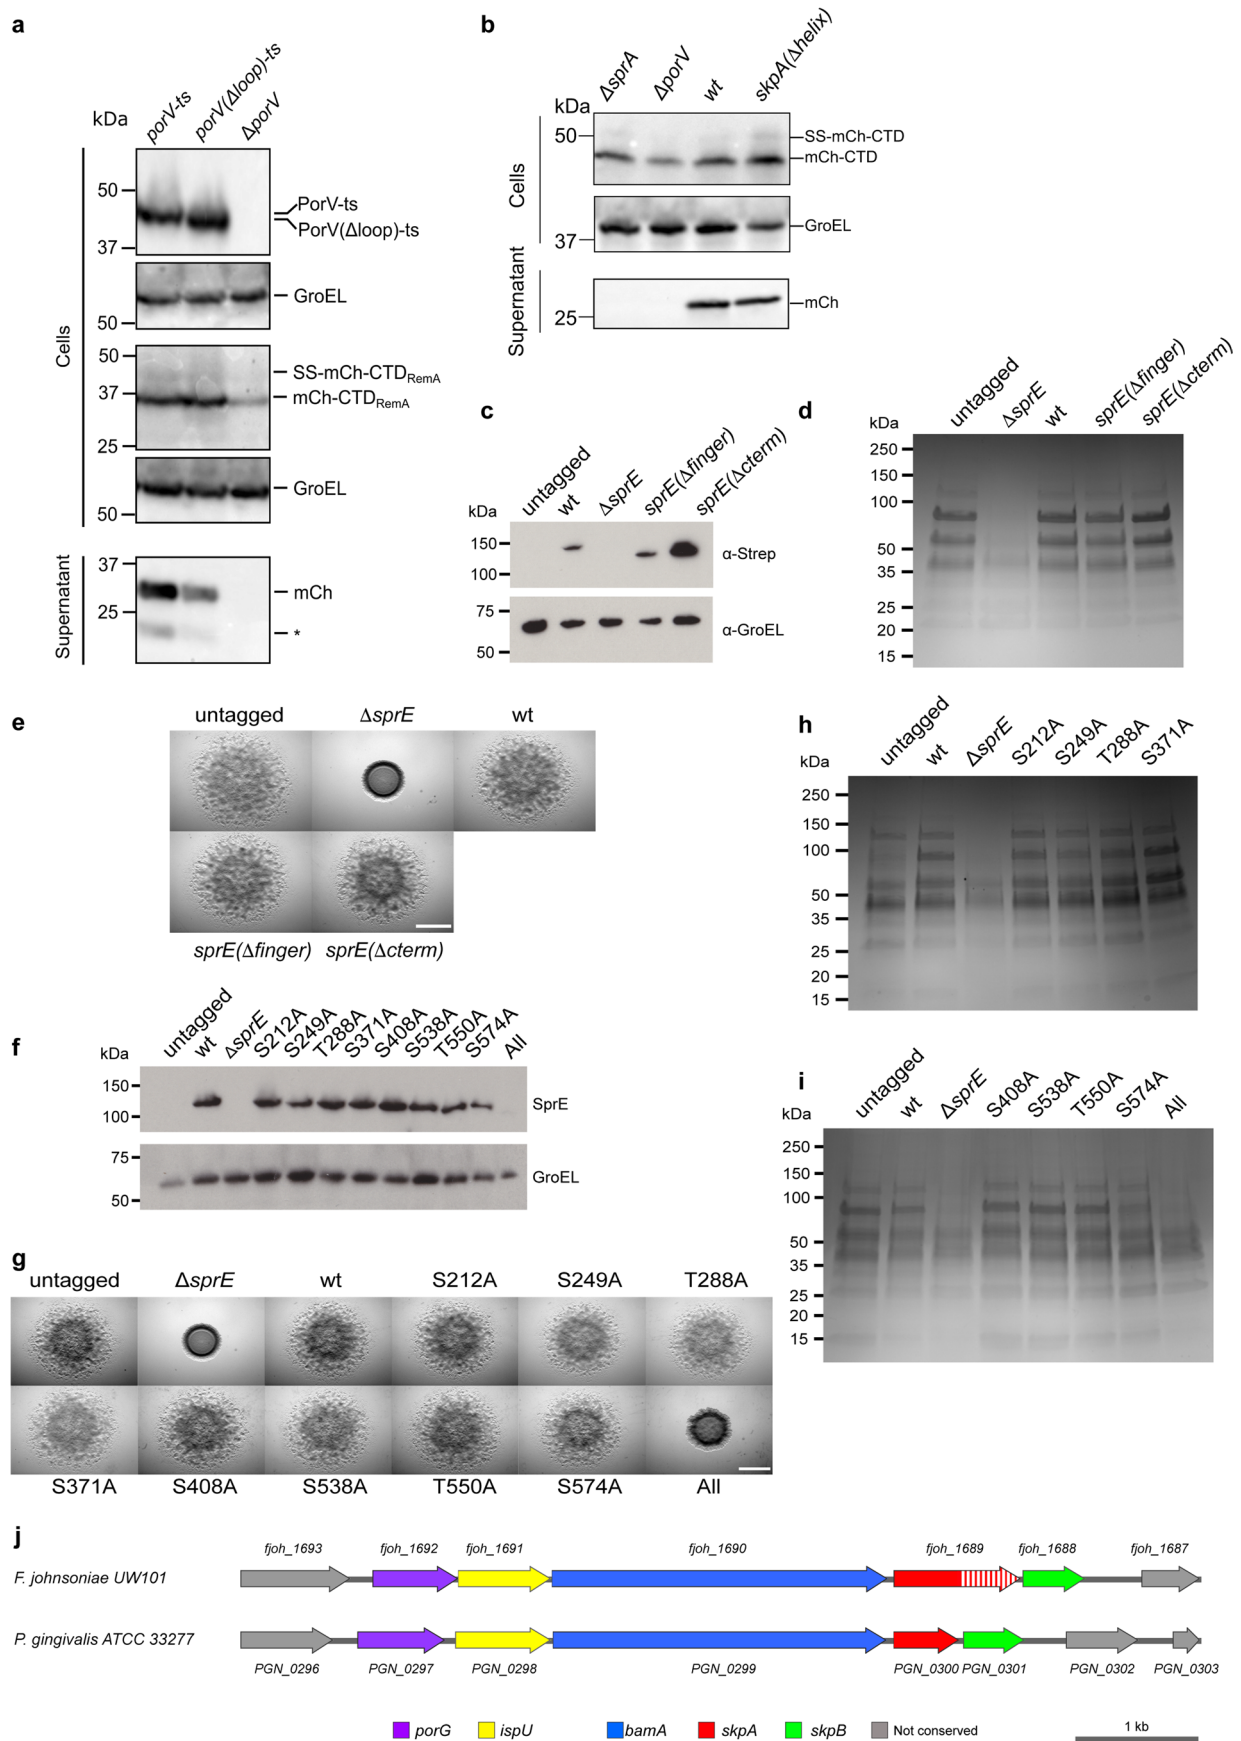 a
kDa
porV-ts
porV(Δloop)-ts
ΔporV
Cells
50
37
PorV-ts
PorV(Δloop)-ts
GroEL
50
50
37
25
SS-mCh-CTDRemA
mCh-CTDRemA
GroEL
50
Supernatant
37
25
mCh
*
b
kDa
ΔsprA
ΔporV
wt
skpA(Δhelix)
Cells
50
SS-mCh-CTD
mCh-CTD
37
GroEL
Supernatant
25
mCh
c
kDa
untagged
wt
ΔsprE
sprE(Δfinger)
sprE(Δcterm)
150
100
α-Strep
75
50
α-GroEL
d
kDa
untagged
ΔsprE
wt
sprE(Δfinger)
sprE(Δcterm)
250
150
100
50
35
25
20
15
e
untagged
ΔsprE
wt
sprE(Δfinger)
sprE(Δcterm)
f
kDa
untagged
wt
ΔsprE
S212A
S249A
T288A
S371A
S408A
S538A
T550A
S574A
All
150
100
SprE
75
50
GroEL
g
untagged ΔsprE wt S212A S249A T288A
S371A S408A S538A T550A S574A All
h
kDa
untagged
wt
ΔsprE
S212A
S249A
T288A
S371A
250
150
100
50
35
25
20
15
i
kDa
untagged
wt
ΔsprE
S408A
S538A
T550A
S574A
All
250
150
100
50
35
25
20
15
j
fjoh_1693 fjoh_1692 fjoh_1691 fjoh_1690 fjoh_1689 fjoh_1688 fjoh_1687
F. johnsoniae UW101
P. gingivalis ATCC 33277
PGN_0296 PGN_0297 PGN_0298 PGN_0299 PGN_0300 PGN_0301 PGN_0302 PGN_0303
porG ispU bamA skpA skpB Not conserved
1 kb